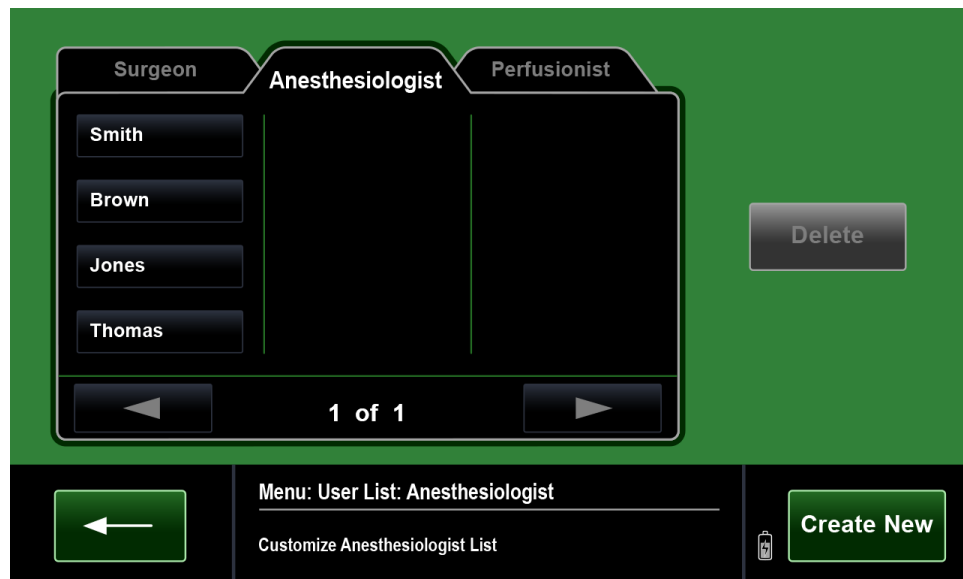 Surgeon
Anesthesiologist
Perfusionist
Smith
Brown
Jones
Thomas
Delete
1 of 1
Menu: User List: Anesthesiologist
Customize Anesthesiologist List
Create New